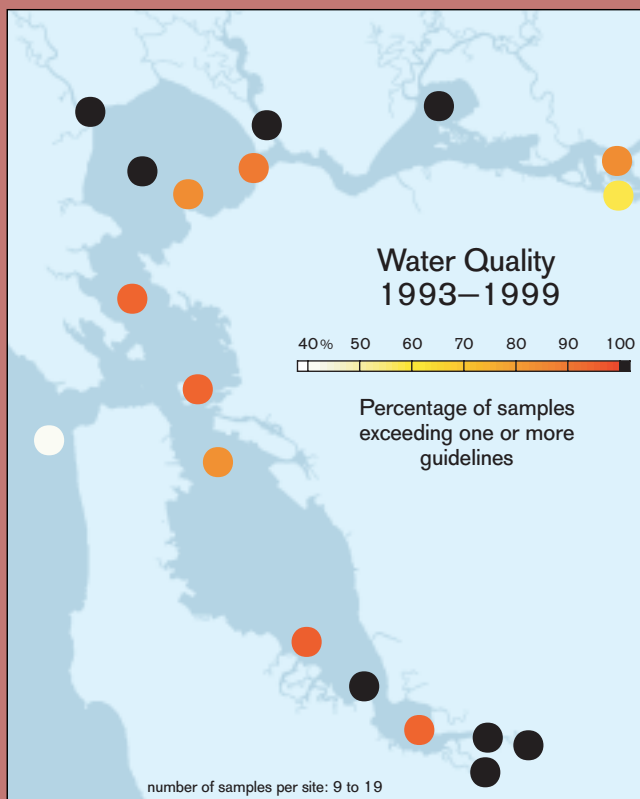 Water Quality
1993–1999
40% 50 60 70 80 90 100
Percentage of samples
exceeding one or more
guidelines
number of samples per site: 9 to 19